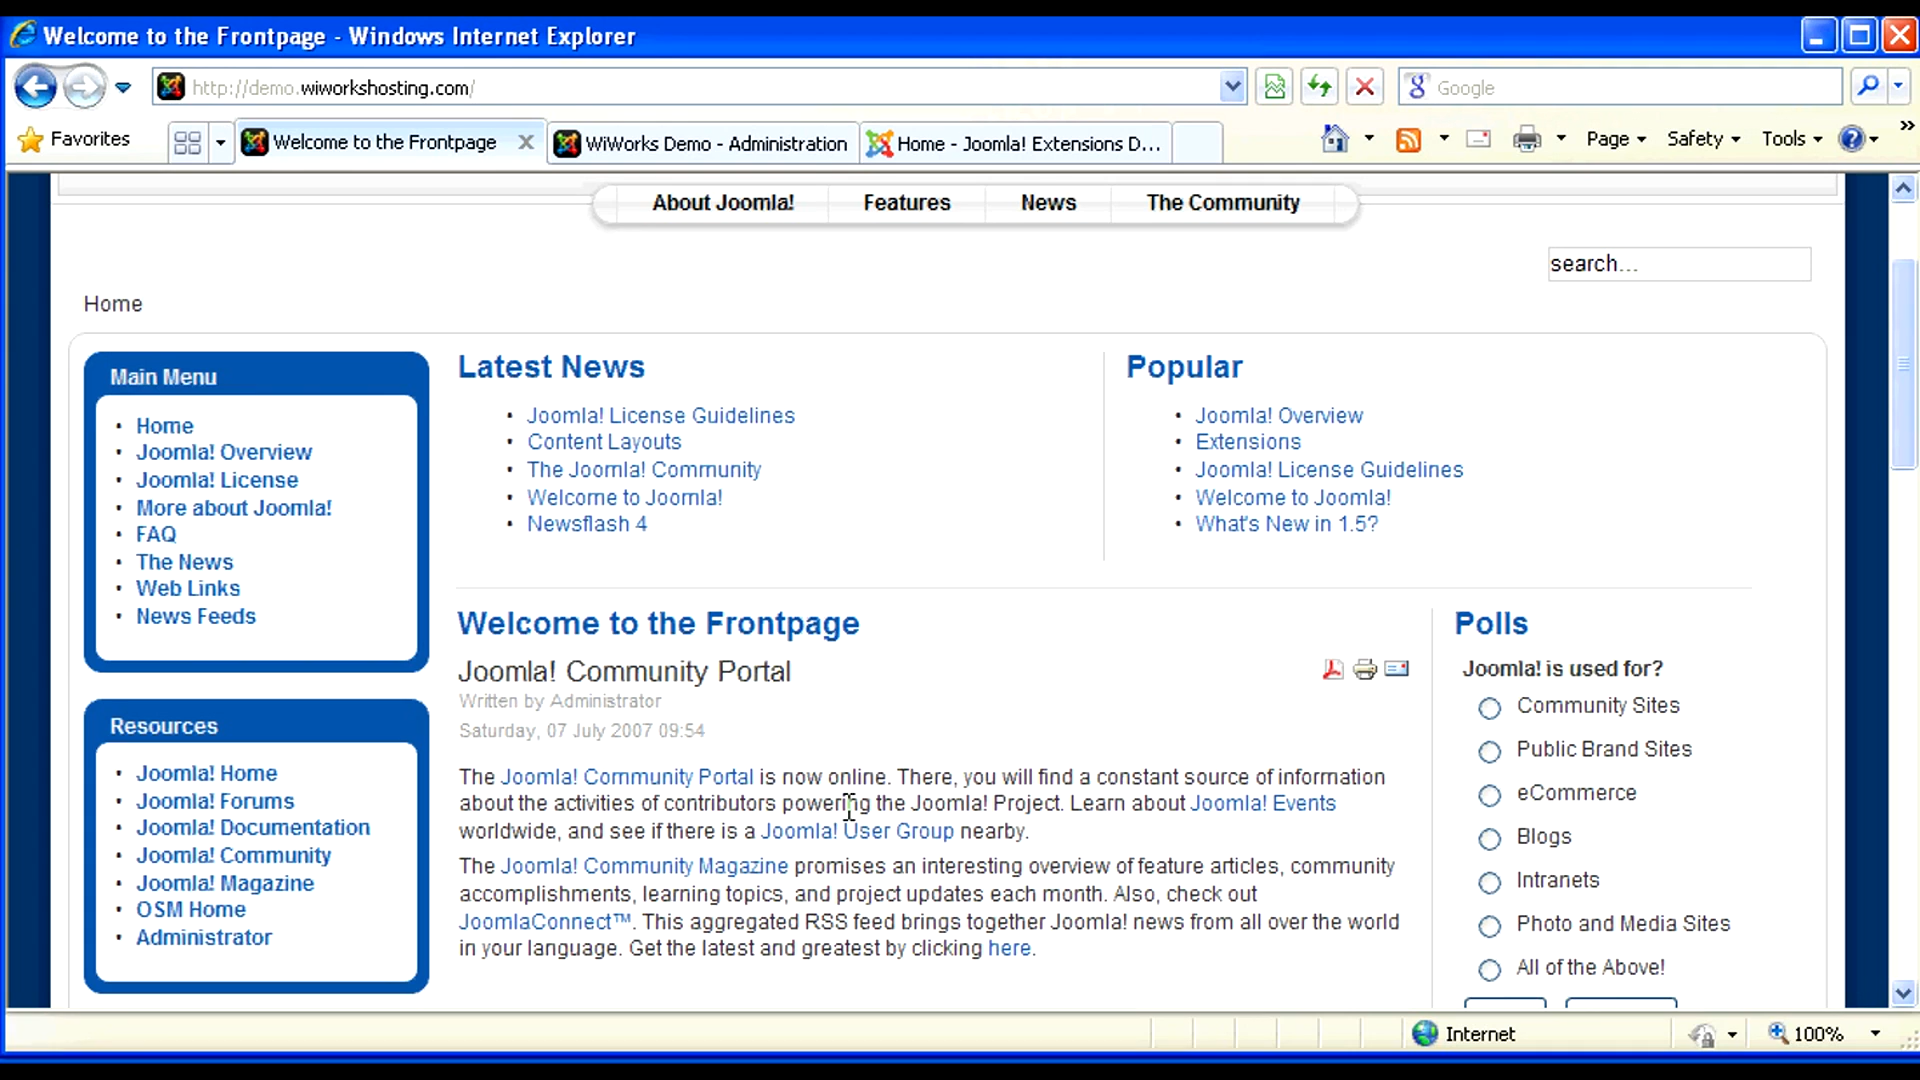 Welcome to the Frontpage - Windows Internet Explorer
http://demo.wiworkshosting.com/
Google
Favorites
Welcome to the Frontpage
WiWorks Demo - Administration
Home - Joomla! Extensions D...
Page
Safety
Tools
About Joomla!
Features
News
The Community
search...
Home
Main Menu
Home
Joomla! Overview
Joomla! License
More about Joomla!
FAQ
The News
Web Links
News Feeds
Resources
Joomla! Home
Joomla! Forums
Joomla! Documentation
Joomla! Community
Joomla! Magazine
OSM Home
Administrator
Latest News
Joomla! License Guidelines
Content Layouts
The Joomla! Community
Welcome to Joomla!
Newsflash 4
Popular
Joomla! Overview
Extensions
Joomla! License Guidelines
Welcome to Joomla!
What's New in 1.5?
Welcome to the Frontpage
Joomla! Community Portal
Written by Administrator
Saturday, 07 July 2007 09:54
The Joomla! Community Portal is now online. There, you will find a constant source of information
about the activities of contributors powering the Joomla! Project. Learn about Joomla! Events
worldwide, and see if there is a Joomla! User Group nearby.
The Joomla! Community Magazine promises an interesting overview of feature articles, community
accomplishments, learning topics, and project updates each month. Also, check out
JoomlaConnect™. This aggregated RSS feed brings together Joomla! news from all over the world
in your language. Get the latest and greatest by clicking here.
Polls
Joomla! is used for?
Community Sites
Public Brand Sites
eCommerce
Blogs
Intranets
Photo and Media Sites
All of the Above!
Internet
100%